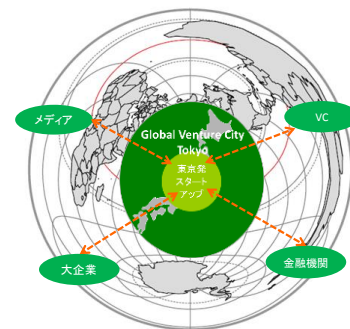 メディア
VC
Global Venture City
Tokyo
東京発
スタート
アップ
大企業
金融機関